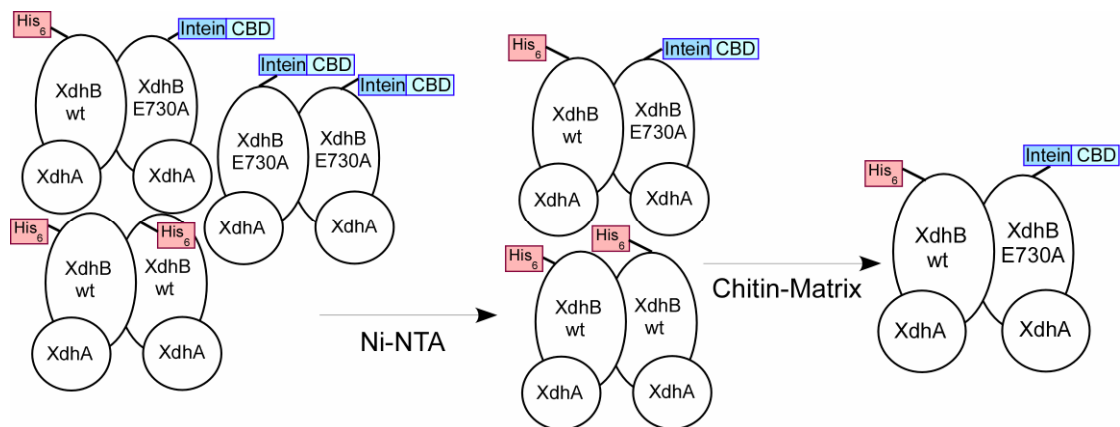 His6
Intein CBD
XdhB
wt
XdhB
E730A
XdhA
XdhA
Intein CBD
Intein CBD
XdhB
E730A
XdhB
E730A
XdhA
XdhA
His6
His6
XdhB
wt
XdhB
wt
XdhA
XdhA
Ni-NTA
His6
Intein CBD
XdhB
wt
XdhB
E730A
XdhA
XdhA
His6
His6
XdhB
wt
XdhB
wt
XdhA
XdhA
Chitin-Matrix
His6
Intein CBD
XdhB
wt
XdhB
E730A
XdhA
XdhA